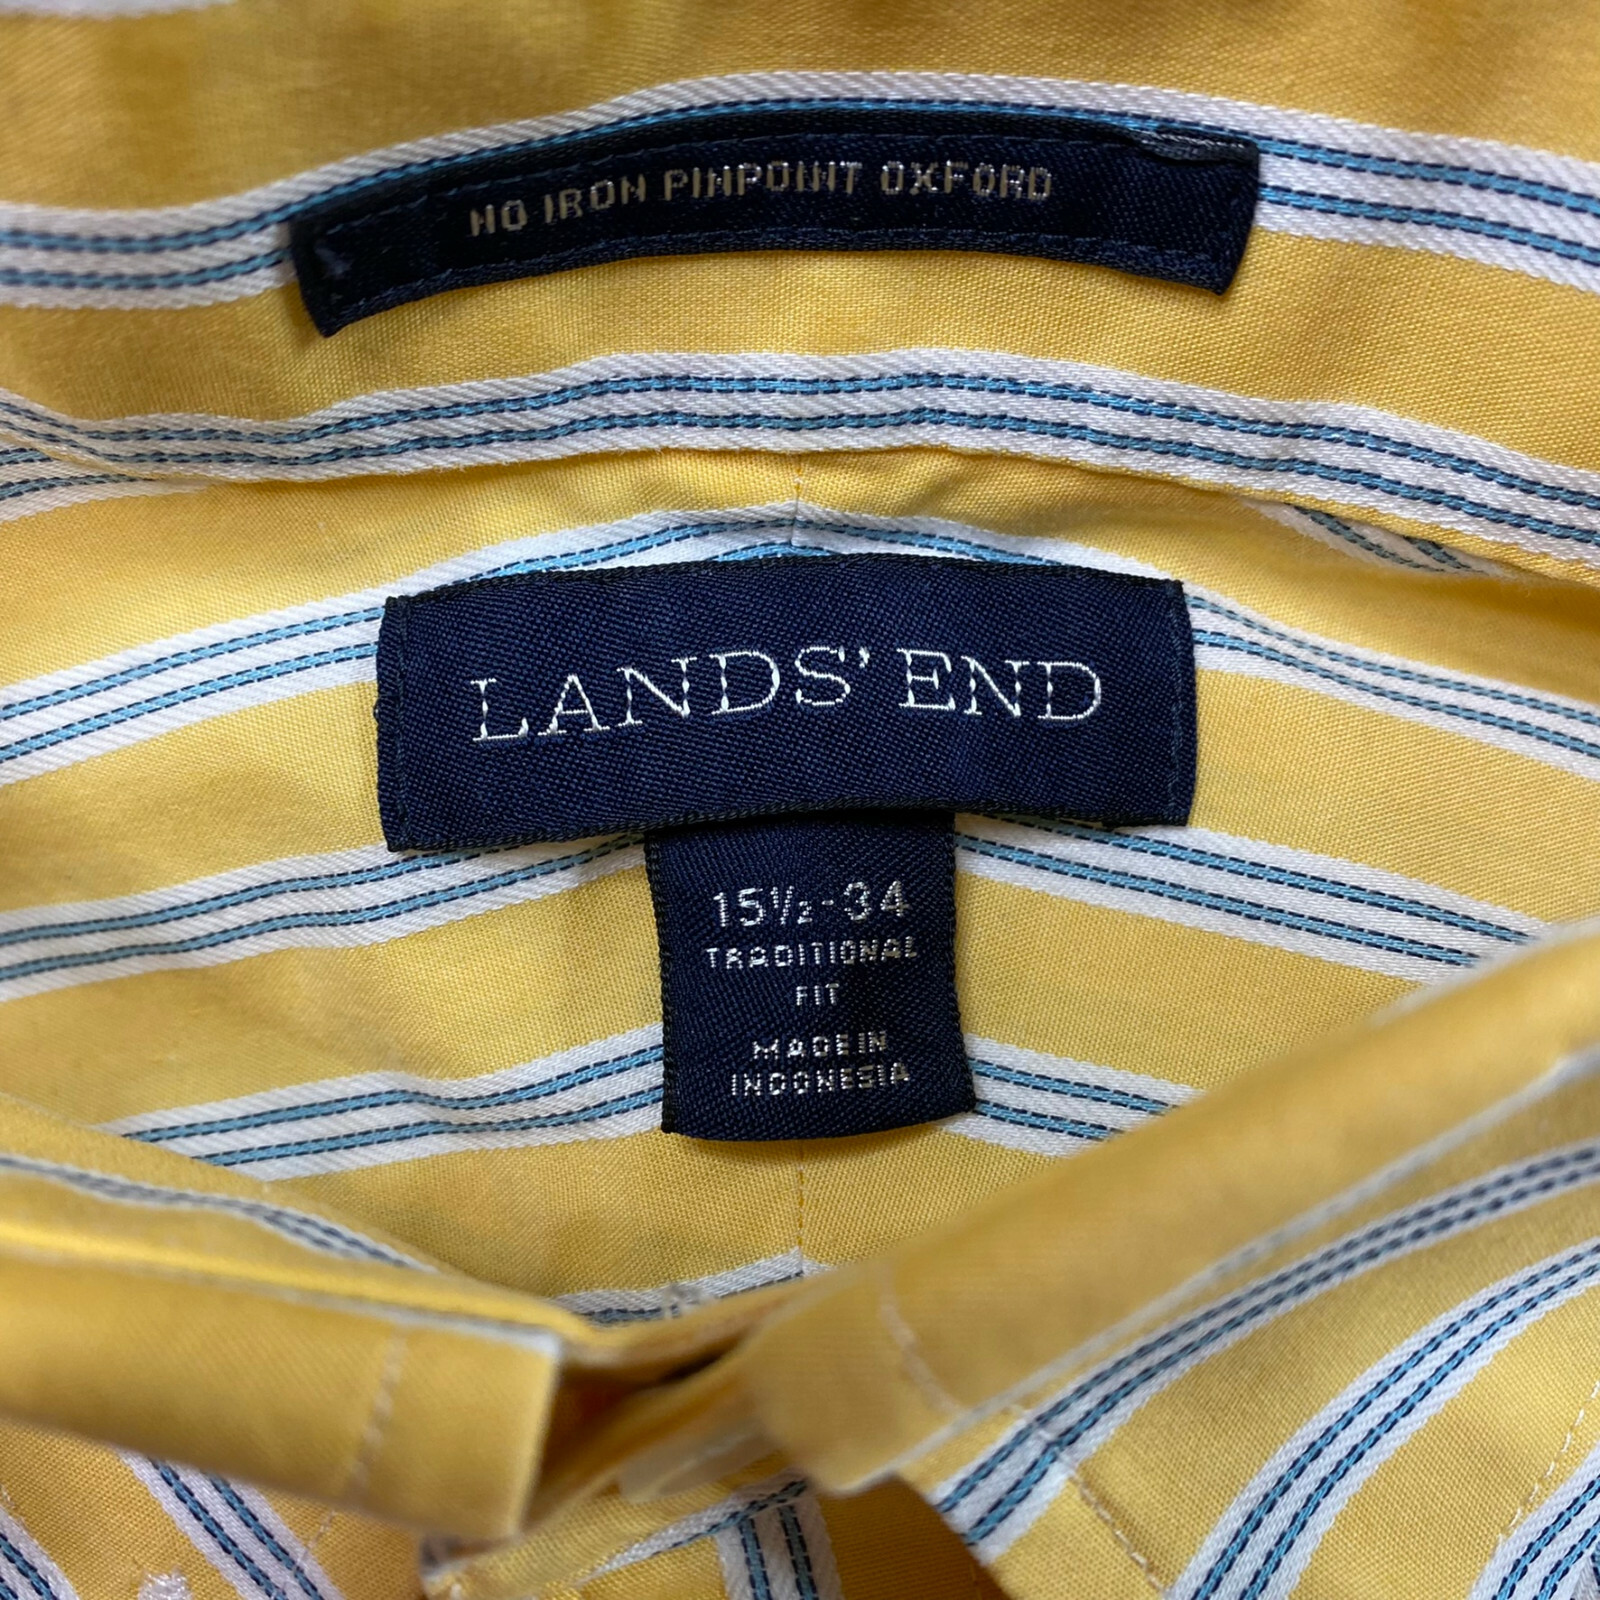 NO IRON PINPOINT OXFORD
LANDS' END
15½-34
TRADITIONAL
FIT
MADE IN
INDONESIA